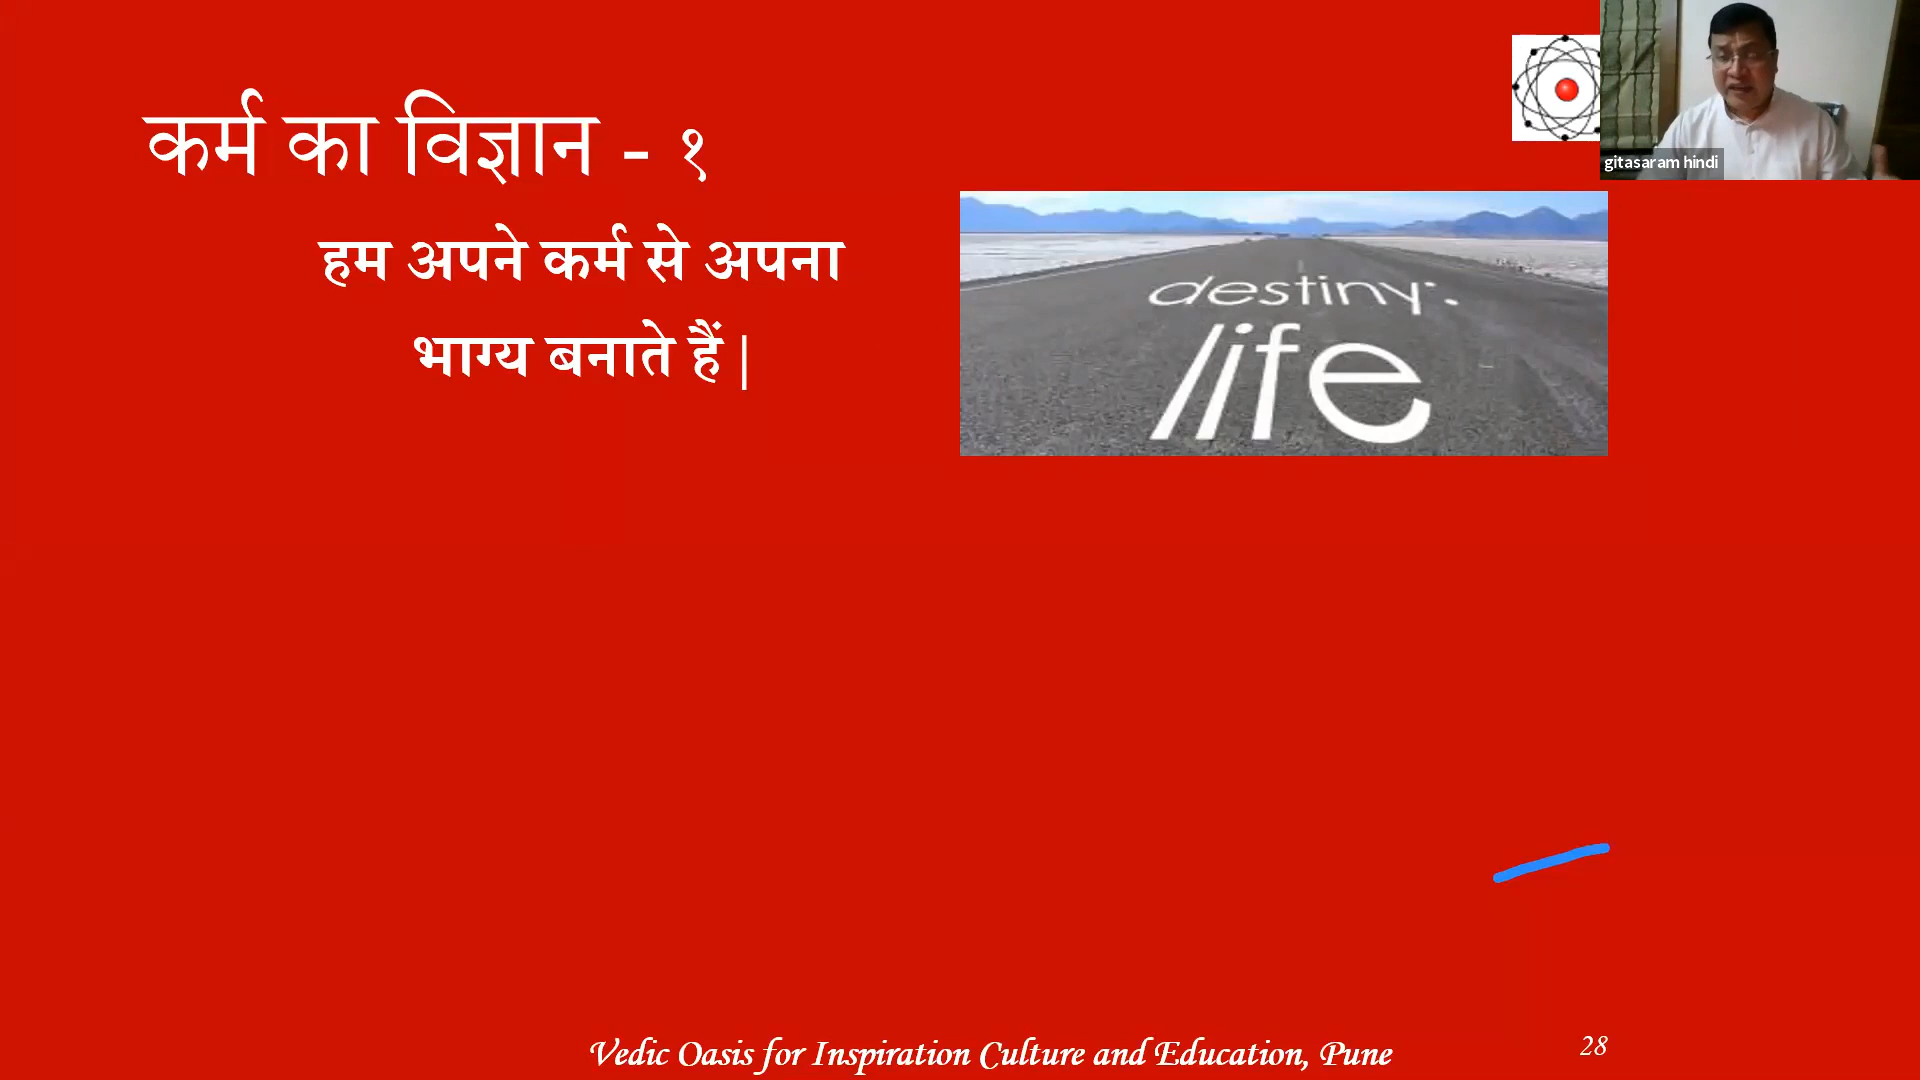 कर्म का विज्ञान - १
gitasaram hindi
हम अपने कर्म से अपना
भाग्य बनाते हैं |
destiny:.
life
Vedic Oasis for Inspiration Culture and Education, Pune
28